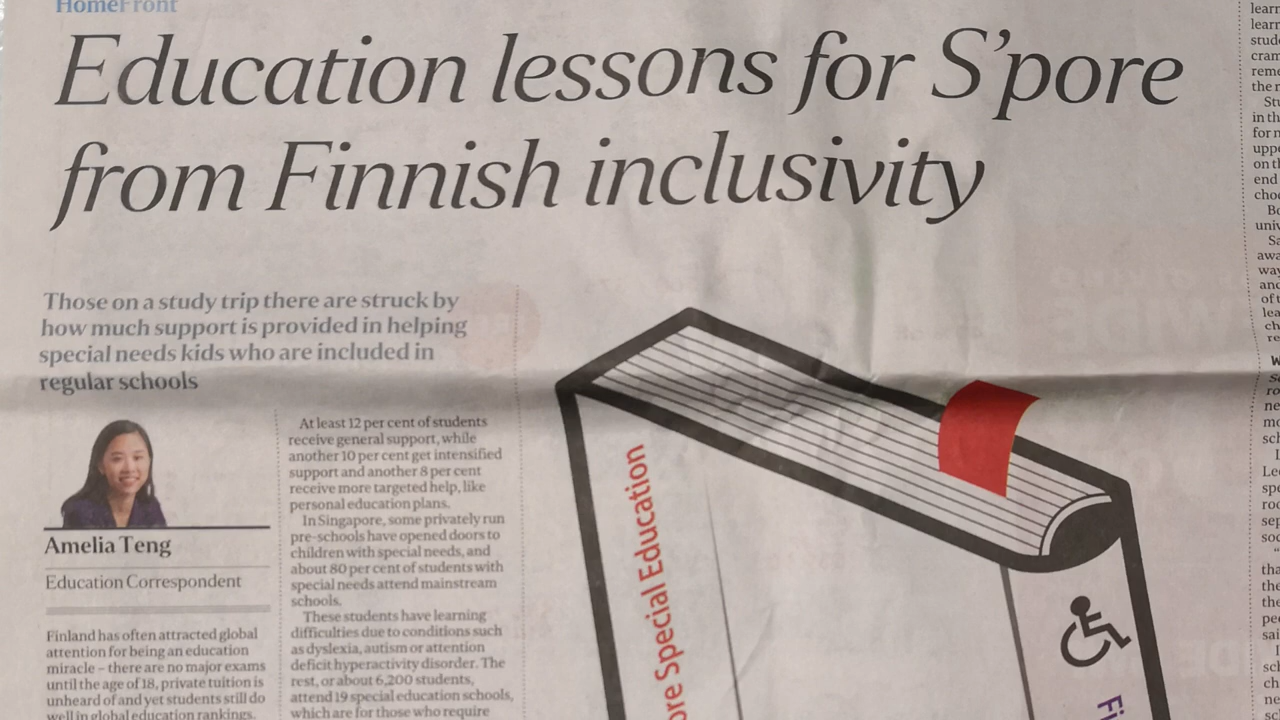 HomeFront
Education lessons for S'pore
from Finnish inclusivity
Those on a study trip there are struck by
how much support is provided in helping
special needs kids who are included in
regular schools
Amelia Teng
Education Correspondent
Finland has often attracted global
attention for being an education
miracle – there are no major exams
until the age of 18, private tuition is
unheard of and yet students still do
well in global education rankings.
At least 12 per cent of students
receive general support, while
another 10 per cent get intensified
support and another 8 per cent
receive more targeted help, like
personal education plans.
In Singapore, some privately run
pre-schools have opened doors to
children with special needs, and
about 80 per cent of students with
special needs attend mainstream
schools.
These students have learning
difficulties due to conditions such
as dyslexia, autism or attention
deficit hyperactivity disorder. The
rest, or about 6,200 students,
attend 19 special education schools,
which are for those who require
ore Special Education
Fi